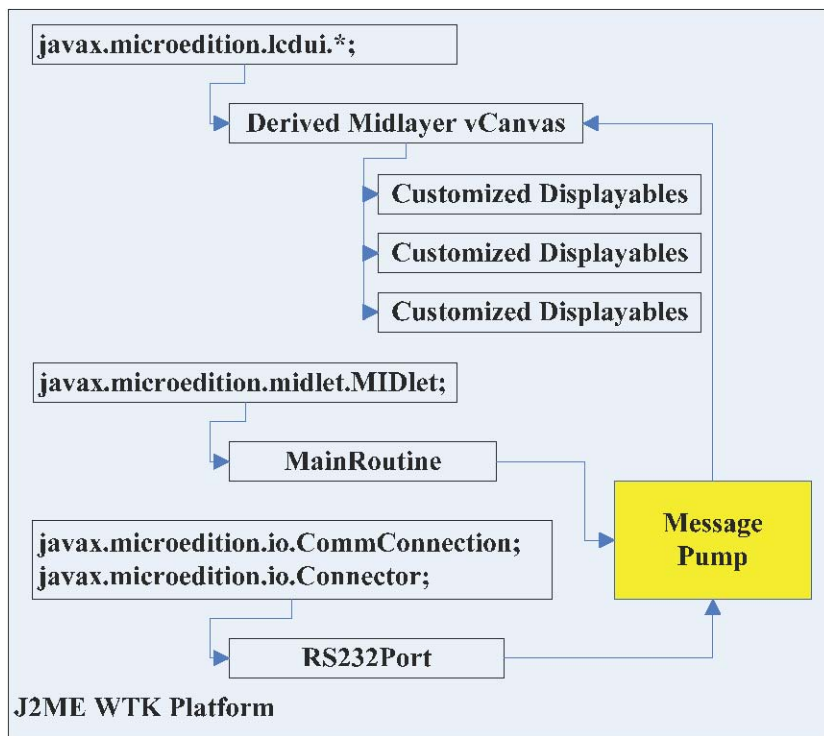 javax.microedition.lcdui.*;
Derived Midlayer vCanvas
Customized Displayables
Customized Displayables
Customized Displayables
javax.microedition.midlet.MIDlet;
MainRoutine
Message
Pump
javax.microedition.io.CommConnection;
javax.microedition.io.Connector;
RS232Port
J2ME WTK Platform